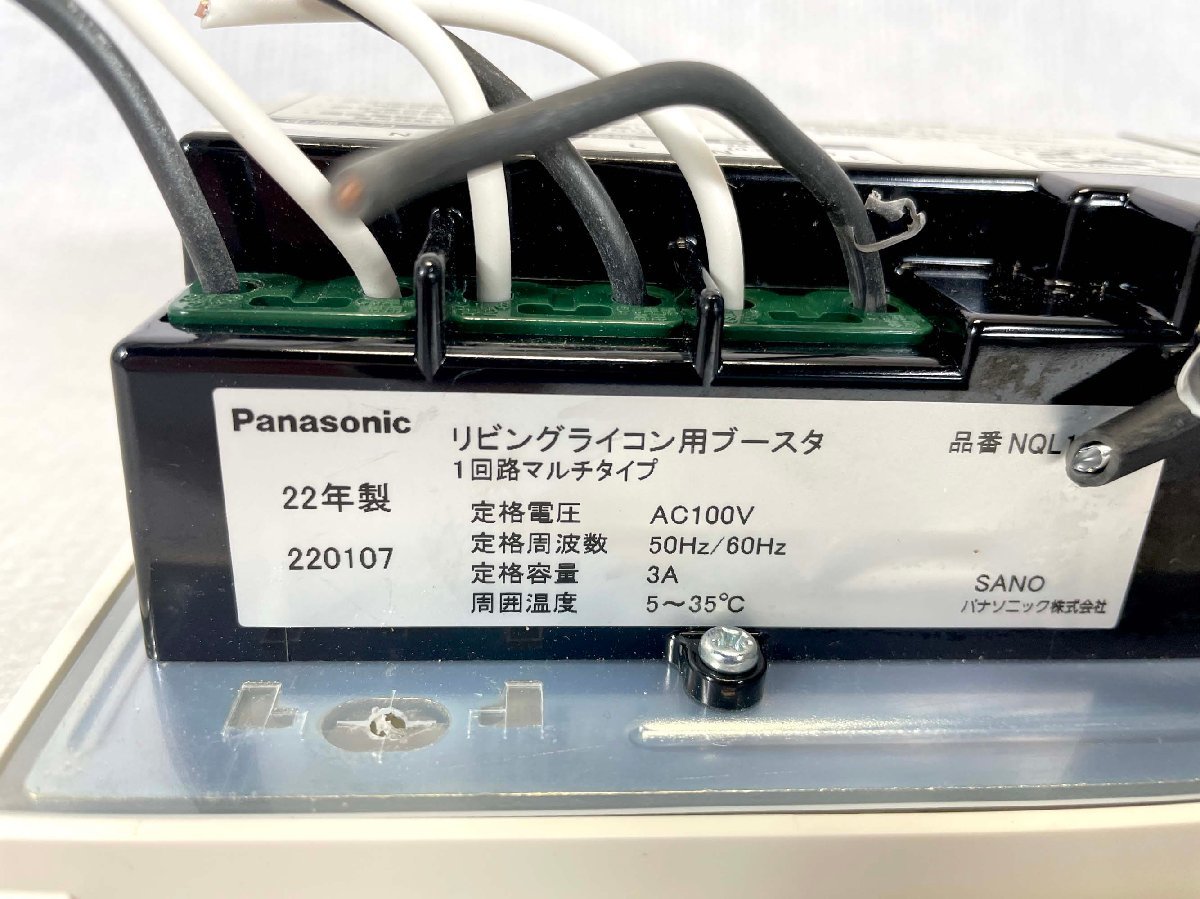 Panasonic
リビングライコン用ブースタ
1回路マルチタイプ
品番
22年製
220107
定格電圧 AC100V
定格周波数 50Hz/60Hz
定格容量 3A
周囲温度 5～35℃
SANO
パナソニック株式会社